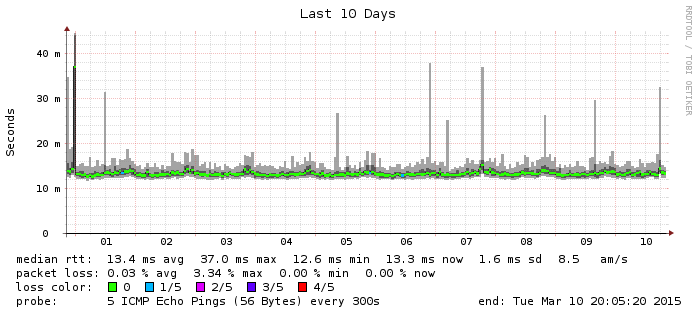 Last 10 Days
RRDTOOL / TOBI OETIKER
Seconds
40 m
30 m
20 m
10 m
0
01 02 03 04 05 06 07 08 09 10
median rtt: 13.4 ms avg 37.0 ms max 12.6 ms min 13.3 ms now 1.6 ms sd 8.5 am/s
packet loss: 0.03 % avg 3.34 % max 0.00 % min 0.00 % now
loss color: 0 1/5 2/5 3/5 4/5
probe: 5 ICMP Echo Pings (56 Bytes) every 300s end: Tue Mar 10 20:05:20 2015